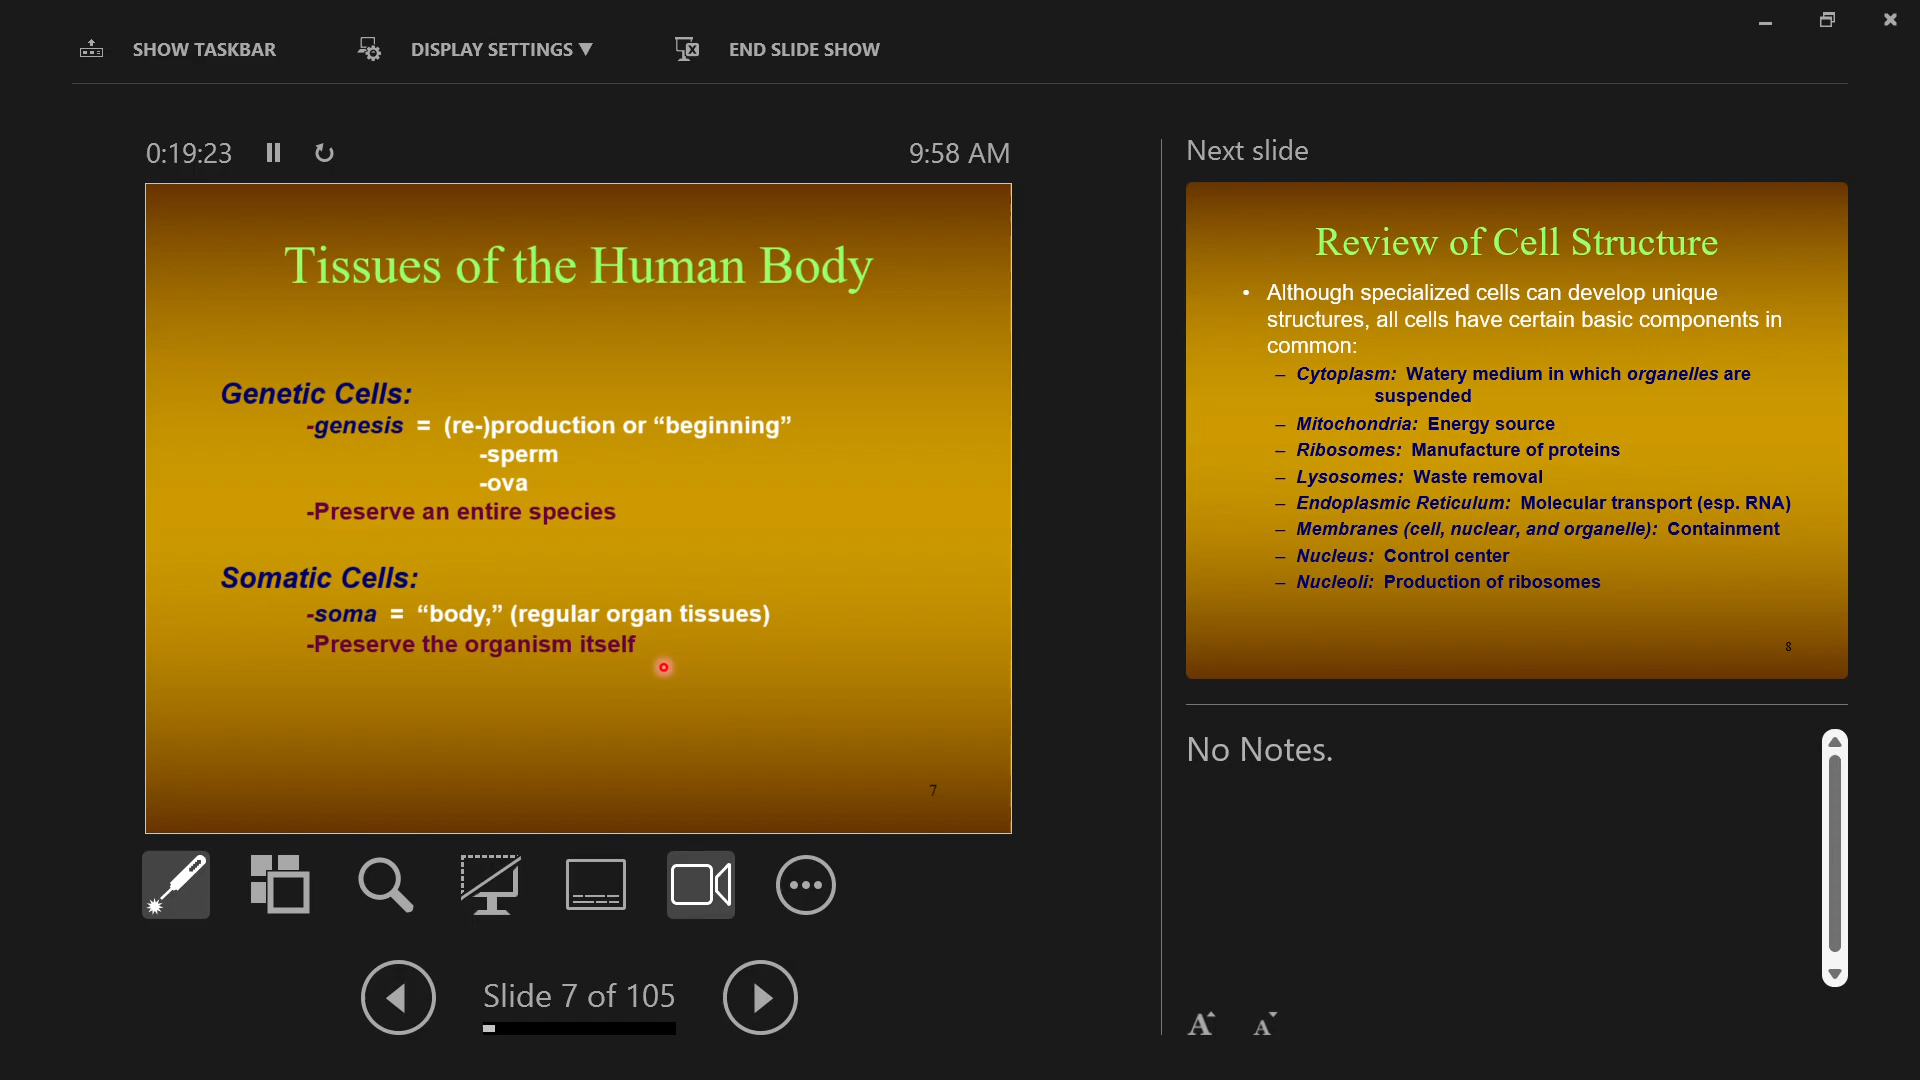 SHOW TASKBAR
DISPLAY SETTINGS ▼
END SLIDE SHOW
0:19:23
9:58 AM
Tissues of the Human Body
Genetic Cells:
-genesis = (re-)production or “beginning”
-sperm
-ova
-Preserve an entire species
Somatic Cells:
-soma = “body,” (regular organ tissues)
-Preserve the organism itself
7
Slide 7 of 105
Next slide
Review of Cell Structure
• Although specialized cells can develop unique
structures, all cells have certain basic components in
common:
– Cytoplasm: Watery medium in which organelles are
suspended
– Mitochondria: Energy source
– Ribosomes: Manufacture of proteins
– Lysosomes: Waste removal
– Endoplasmic Reticulum: Molecular transport (esp. RNA)
– Membranes (cell, nuclear, and organelle): Containment
– Nucleus: Control center
– Nucleoli: Production of ribosomes
8
No Notes.
A A